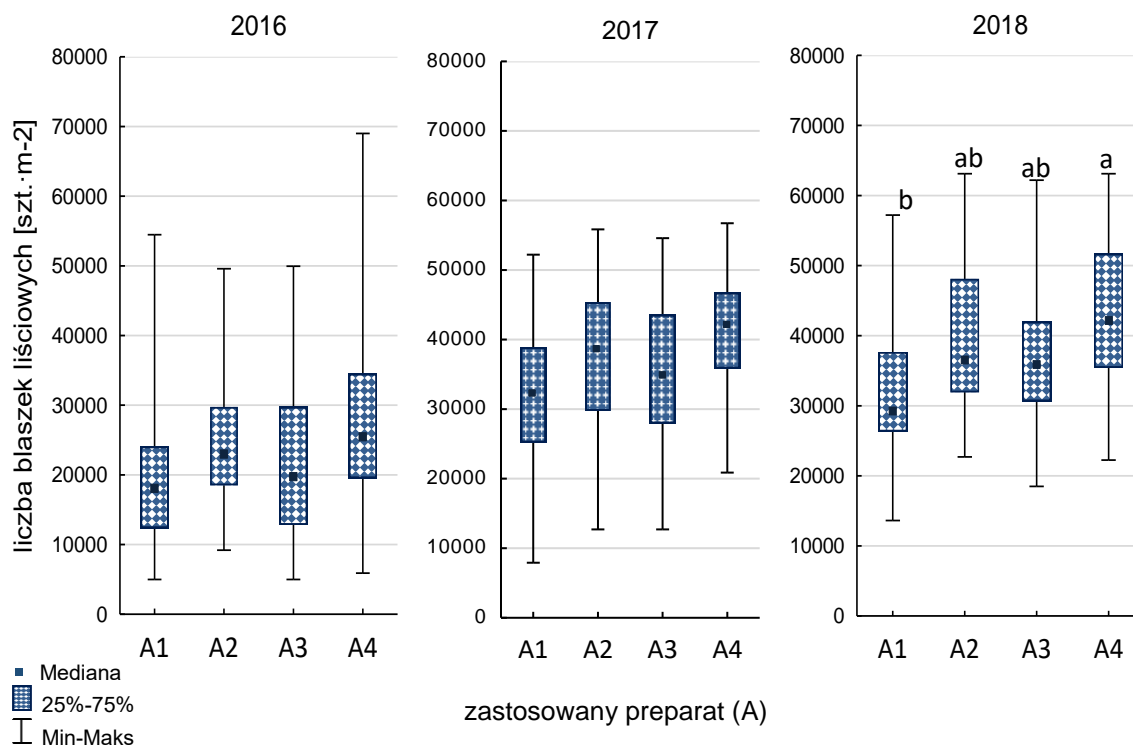 2016
2017
2018
liczba blaszek liściowych [szt.·m-2]
80000
70000
60000
50000
40000
30000
20000
10000
0
A1 A2 A3 A4
80000
70000
60000
50000
40000
30000
20000
10000
0
A1 A2 A3 A4
80000
70000
60000
50000
40000
30000
20000
10000
0
b
ab
ab
a
A1 A2 A3 A4
zastosowany preparat (A)
Mediana
25%-75%
Min-Maks